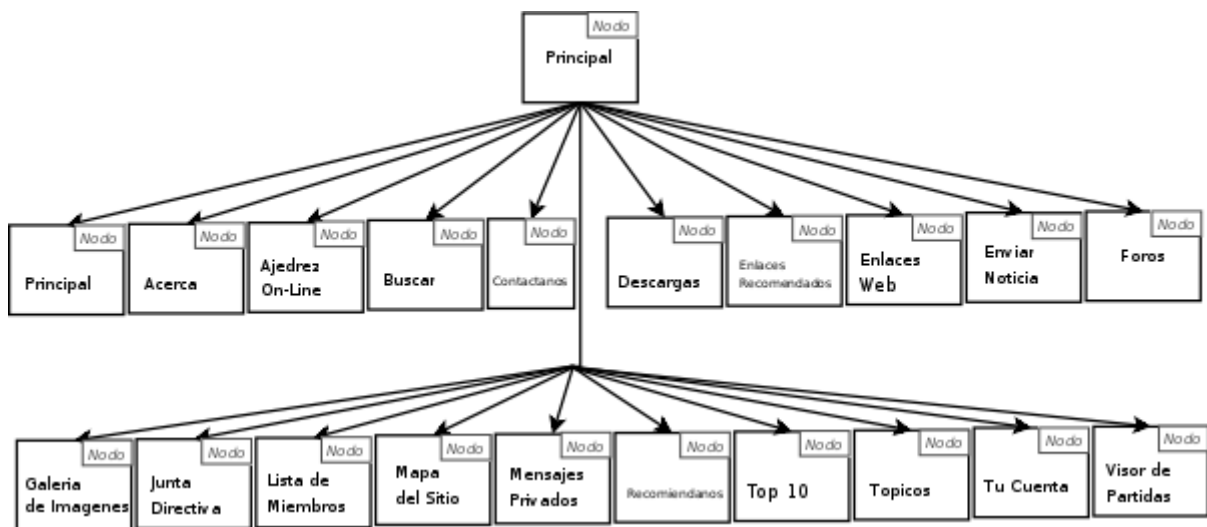 Nodo
Principal
Nodo
Principal
Nodo
Acerca
Nodo
Ajedrez
On-Line
Nodo
Buscar
Nodo
Contactanos
Nodo
Descargas
Nodo
Enlaces
Recomendados
Nodo
Enlaces
Web
Nodo
Enviar
Noticia
Nodo
Foros
Nodo
Galeria
de Imagenes
Nodo
Junta
Directiva
Nodo
Lista de
Miembros
Nodo
Mapa
del Sitio
Nodo
Mensajes
Privados
Nodo
Recomiendanos
Nodo
Top 10
Nodo
Topicos
Nodo
Tu Cuenta
Nodo
Visor de
Partidas